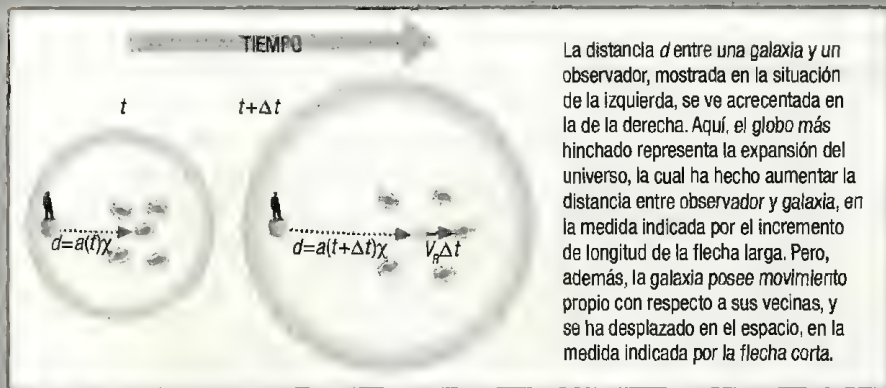 TIEMPO
t
t+Δt
d=a(t)χ
d=a(t+Δt)χ
VₚΔt
La distancia d entre una galaxia y un
observador, mostrada en la situación
de la izquierda, se ve acrecentada en
la de la derecha. Aquí, el globo más
hinchado representa la expansión del
universo, la cual ha hecho aumentar la
distancia entre observador y galaxia, en
la medida indicada por el incremento
de longitud de la flecha larga. Pero,
además, la galaxia posee movimiento
propio con respecto a sus vecinas, y
se ha desplazado en el espacio, en la
medida indicada por la flecha corta.